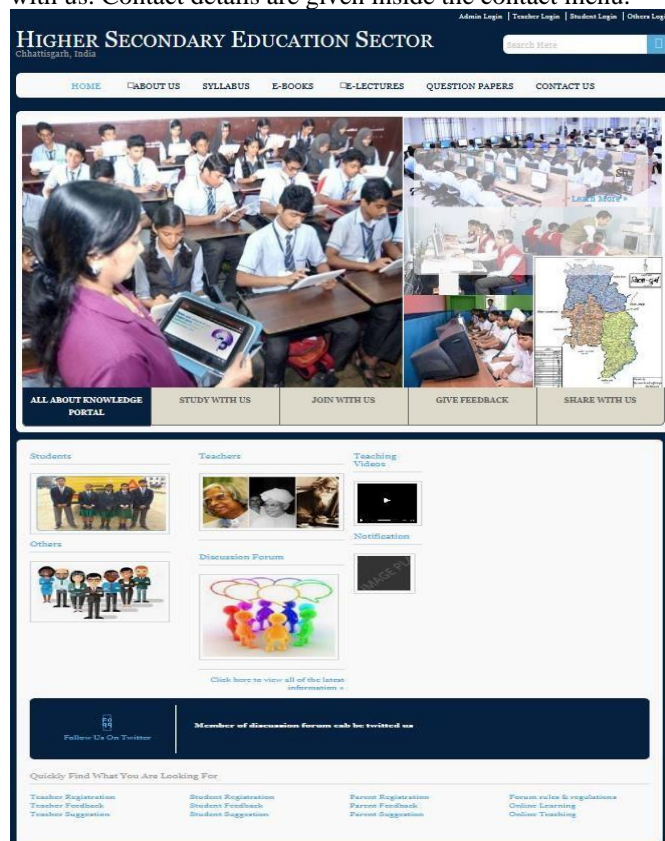 with us. Contact details are given inside the contact menu.
Admin Login | Teacher Login | Student Login | Others Log
HIGHER SECONDARY EDUCATION SECTOR
Chhattisgarh, India
Search Here
HOME ABOUT US SYLLABUS E-BOOKS E-LECTURES QUESTION PAPERS CONTACT US
Learn More »
ALL ABOUT KNOWLEDGE PORTAL STUDY WITH US JOIN WITH US GIVE FEEDBACK SHARE WITH US
Students Teachers Teaching Videos
Others
Notification
Discussion Forum
IMAGE PL
Click here to view all of the latest
information »
Follow Us On Twitter
Member of discussion forum cab be twitted us
Quickly Find What You Are Looking For
Teacher Registration Student Registration Parent Registration Forum rules & regulations
Teacher Feedback Student Feedback Parent Feedback Online Learning
Teacher Suggestion Student Suggestion Parent Suggestion Online Teaching